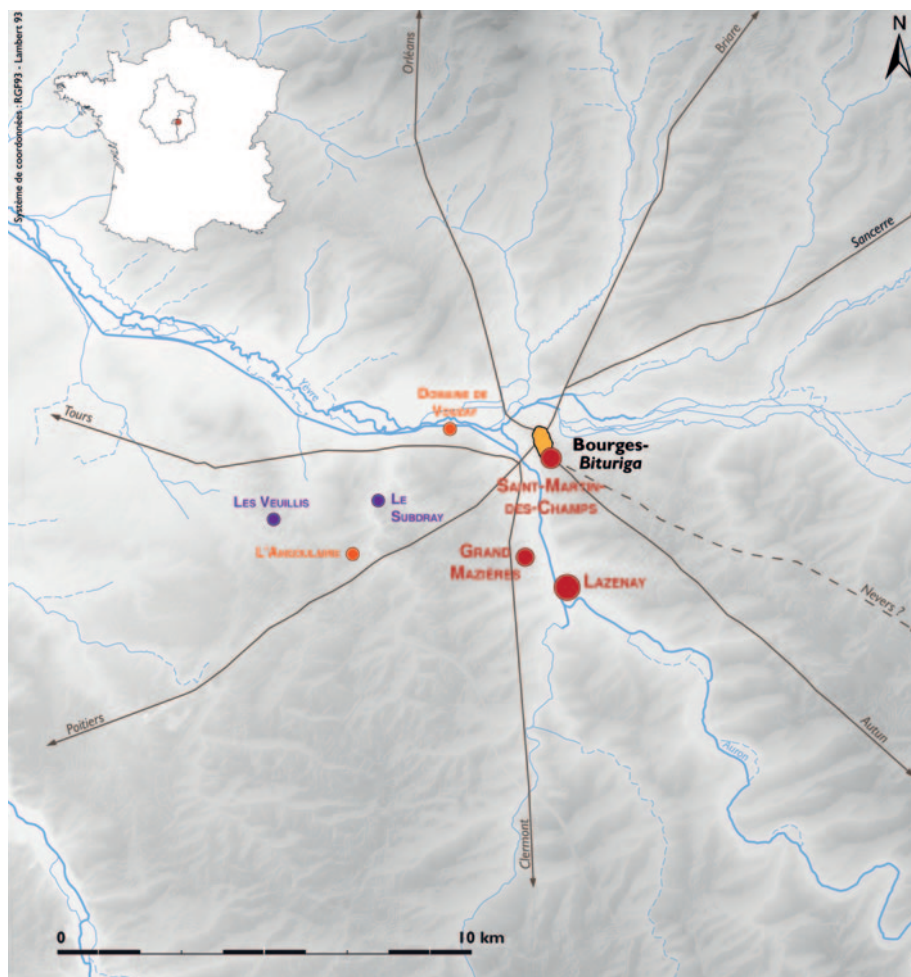 Système de coordonnées : RGF93 - Lambert 93
N
Orléans
Briare
Sancerre
Yèvre
Domaine de
Tours
Bourges-
Bituriga
Saint-Martin-
des-Champs
Les Veuillis
Le
Subdray
Grand
Mazières
Lazenay
Nevers ?
Poitiers
Autun
Auron
Clermont
0
10 km